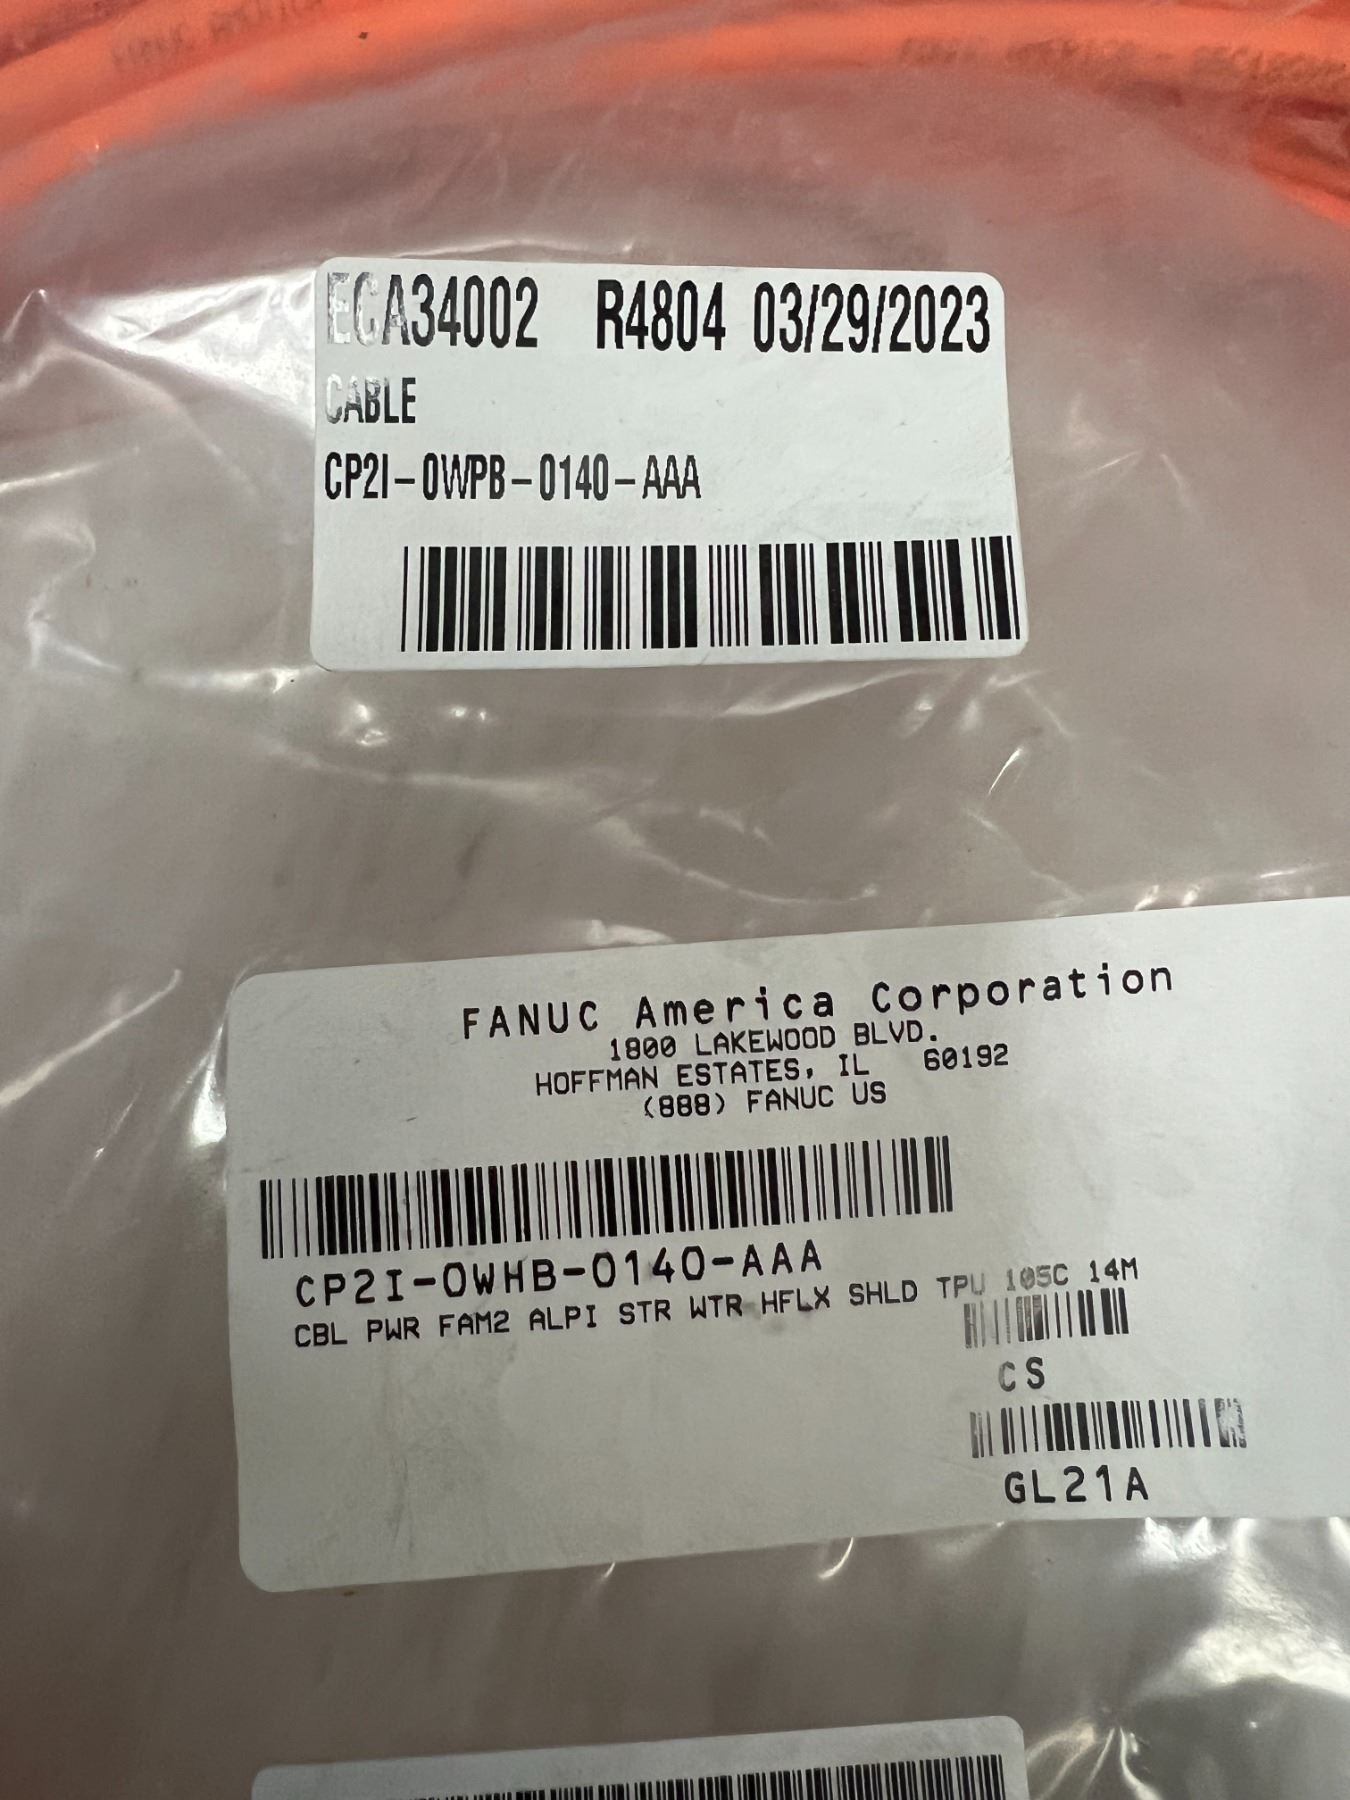 ECA34002 R4804 03/29/2023
CABLE
CP2I-0WPB-0140-AAA
FANUC America Corporation
1800 LAKEWOOD BLVD.
HOFFMAN ESTATES, IL 60192
(888) FANUC US
CP2I-0WHB-0140-AAA
CBL PWR FAM2 ALPI STR WTR HFLX SHLD TPU 105C 14M
CS
GL21A